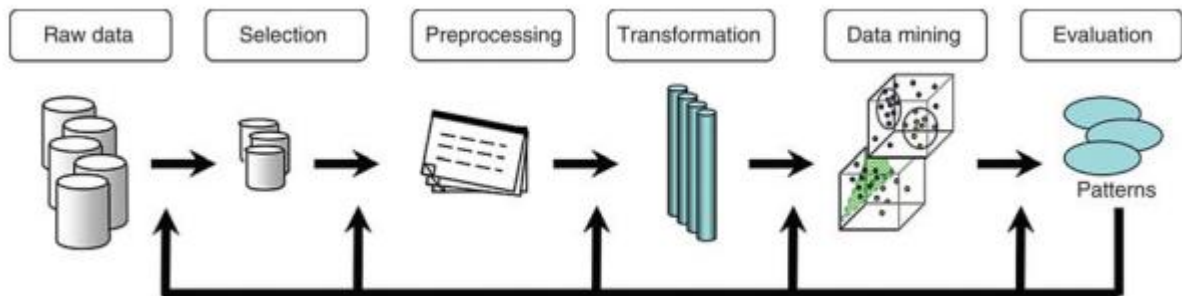 Raw data
Selection
Preprocessing
Transformation
Data mining
Evaluation
Patterns